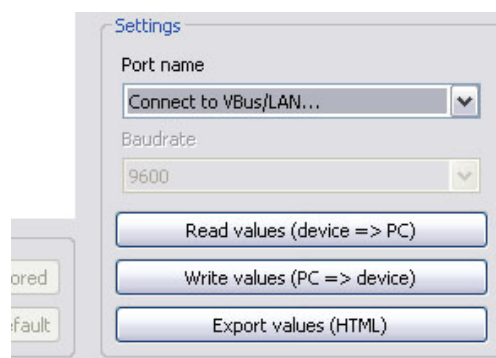 Settings
Port name
Connect to VBus/LAN...
Baudrate
9600
Read values (device => PC)
Write values (PC => device)
Export values (HTML)